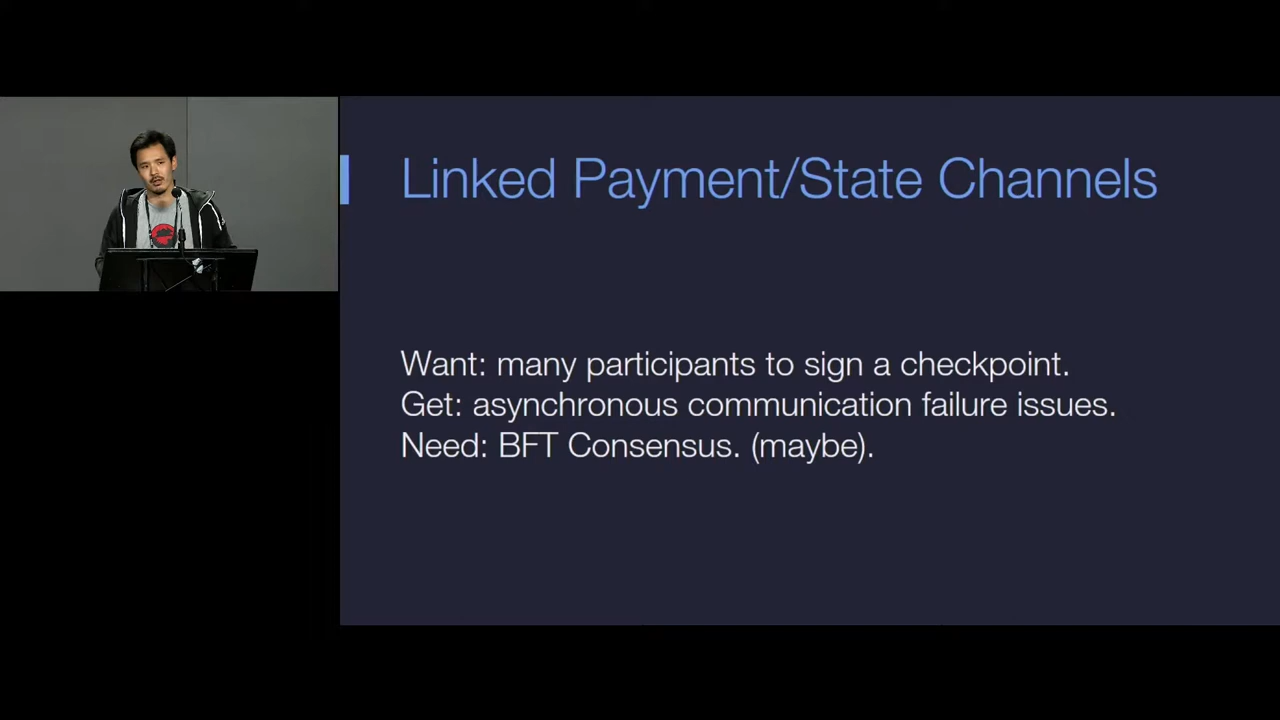 Linked Payment/State Channels
Want: many participants to sign a checkpoint.
Get: asynchronous communication failure issues.
Need: BFT Consensus. (maybe).